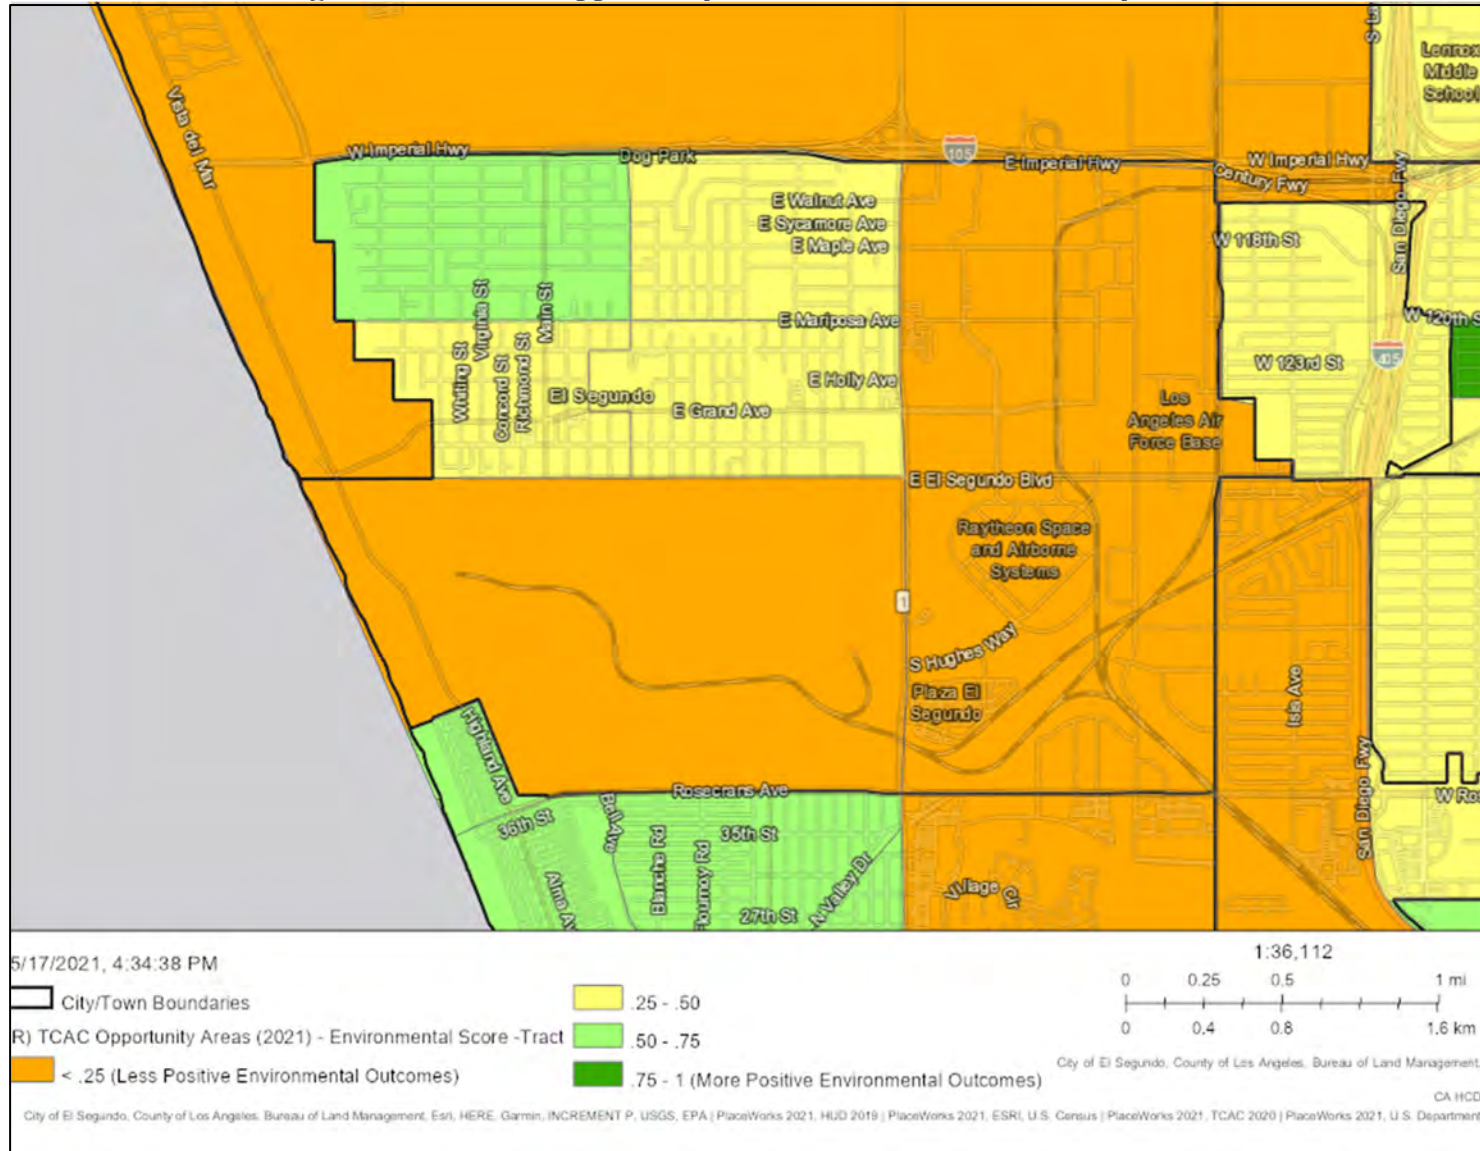 S La
Lennox
Middle
School
Vista del Mar
W Imperial Hwy
Dog Park
105
E Imperial Hwy
W Imperial Hwy
Century Fwy
San Diego Fwy
E Walnut Ave
E Sycamore Ave
E Maple Ave
W 118th St
Virginia St
Main St
E Mariposa Ave
W 120th S
Whiting St
Concord St
Richmond St
El Segundo
E Holly Ave
E Grand Ave
W 123rd St
405
Los
Angeles Air
Force Base
E El Segundo Blvd
Raytheon Space
and Airborne
Systems
1
S Hughes Way
Plaza El
Segundo
Isis Ave
Highland Ave
Rosecrans Ave
San Diego Fwy
W Ros
36th St
Bell Ave
Blanche Rd
Flournoy Rd
35th St
N Valley Dr
Alma Av
27th St
Village Cir
5/17/2021, 4:34:38 PM
City/Town Boundaries
R) TCAC Opportunity Areas (2021) - Environmental Score -Tract
< .25 (Less Positive Environmental Outcomes)
.25 - .50
.50 - .75
.75 - 1 (More Positive Environmental Outcomes)
1:36,112
0 0.25 0.5 1 mi
0 0.4 0.8 1.6 km
City of El Segundo, County of Los Angeles, Bureau of Land Management,
CA HCD
City of El Segundo, County of Los Angeles, Bureau of Land Management, Esri, HERE, Garmin, INCREMENT P, USGS, EPA | PlaceWorks 2021, HUD 2019 | PlaceWorks 2021, ESRI, U.S. Census | PlaceWorks 2021, TCAC 2020 | PlaceWorks 2021, U.S. Department